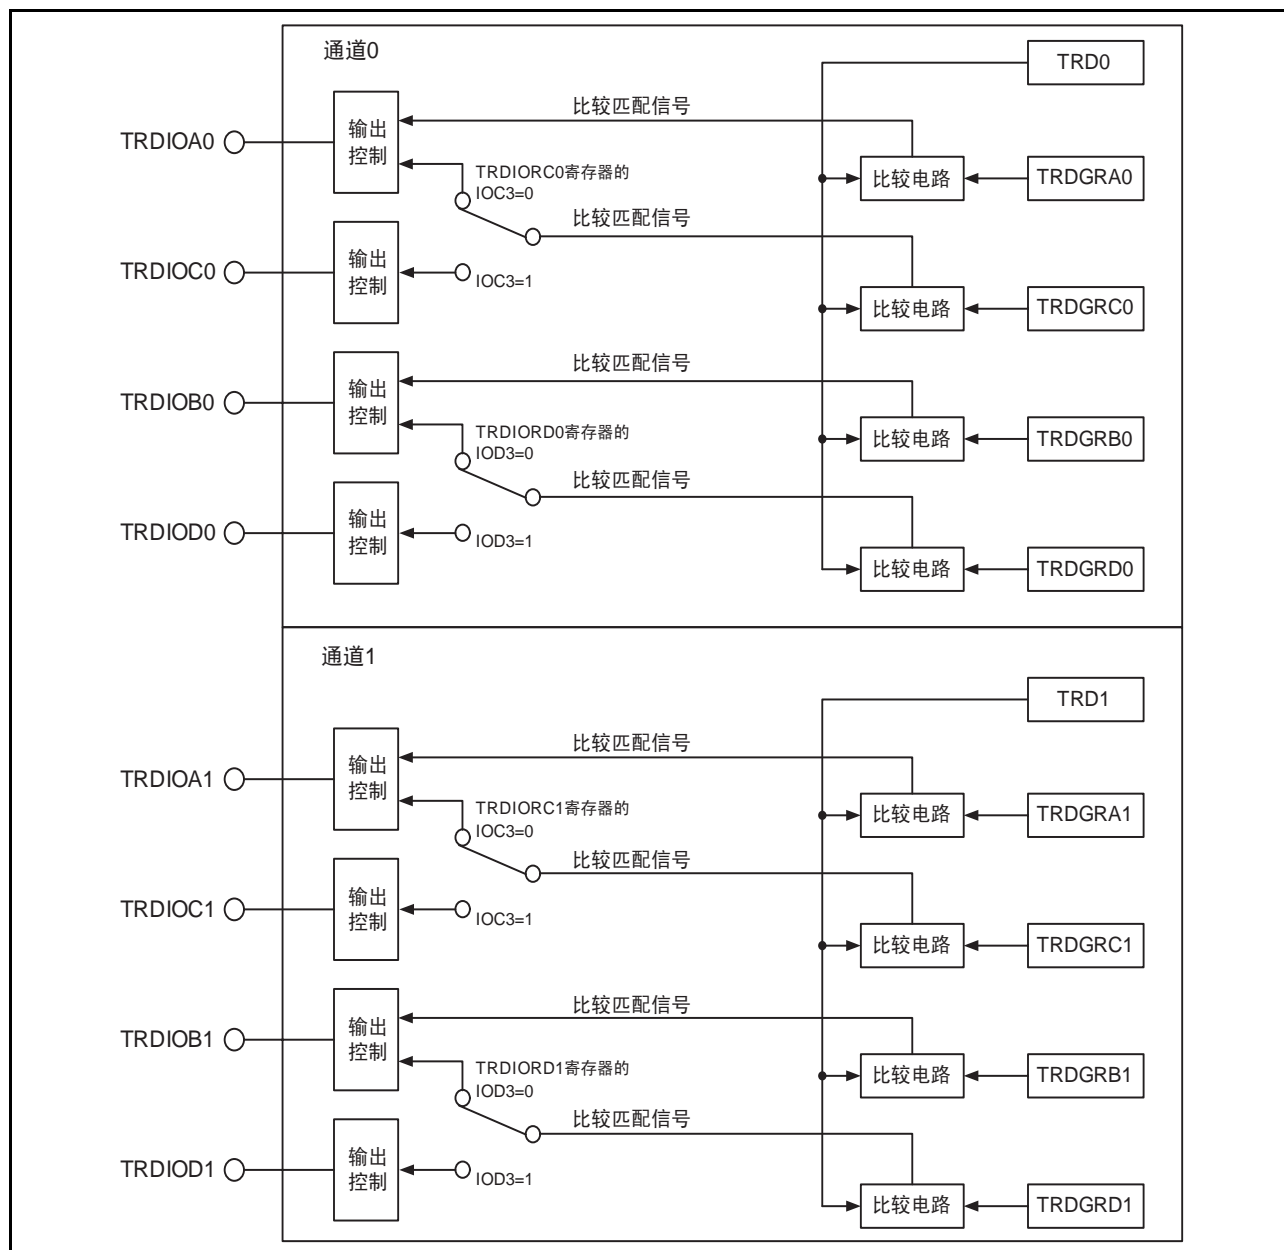 通道0
TRD0
比较匹配信号
TRDIOA0
输出
控制
比较电路
TRDGRA0
TRDIORC0寄存器的
IOC3=0
比较匹配信号
TRDIOC0
输出
控制
IOC3=1
比较电路
TRDGRC0
比较匹配信号
TRDIOB0
输出
控制
比较电路
TRDGRB0
TRDIORD0寄存器的
IOD3=0
比较匹配信号
TRDIOD0
输出
控制
IOD3=1
比较电路
TRDGRD0
通道1
TRD1
比较匹配信号
TRDIOA1
输出
控制
比较电路
TRDGRA1
TRDIORC1寄存器的
IOC3=0
比较匹配信号
TRDIOC1
输出
控制
IOC3=1
比较电路
TRDGRC1
比较匹配信号
TRDIOB1
输出
控制
比较电路
TRDGRB1
TRDIORD1寄存器的
IOD3=0
比较匹配信号
TRDIOD1
输出
控制
IOD3=1
比较电路
TRDGRD1